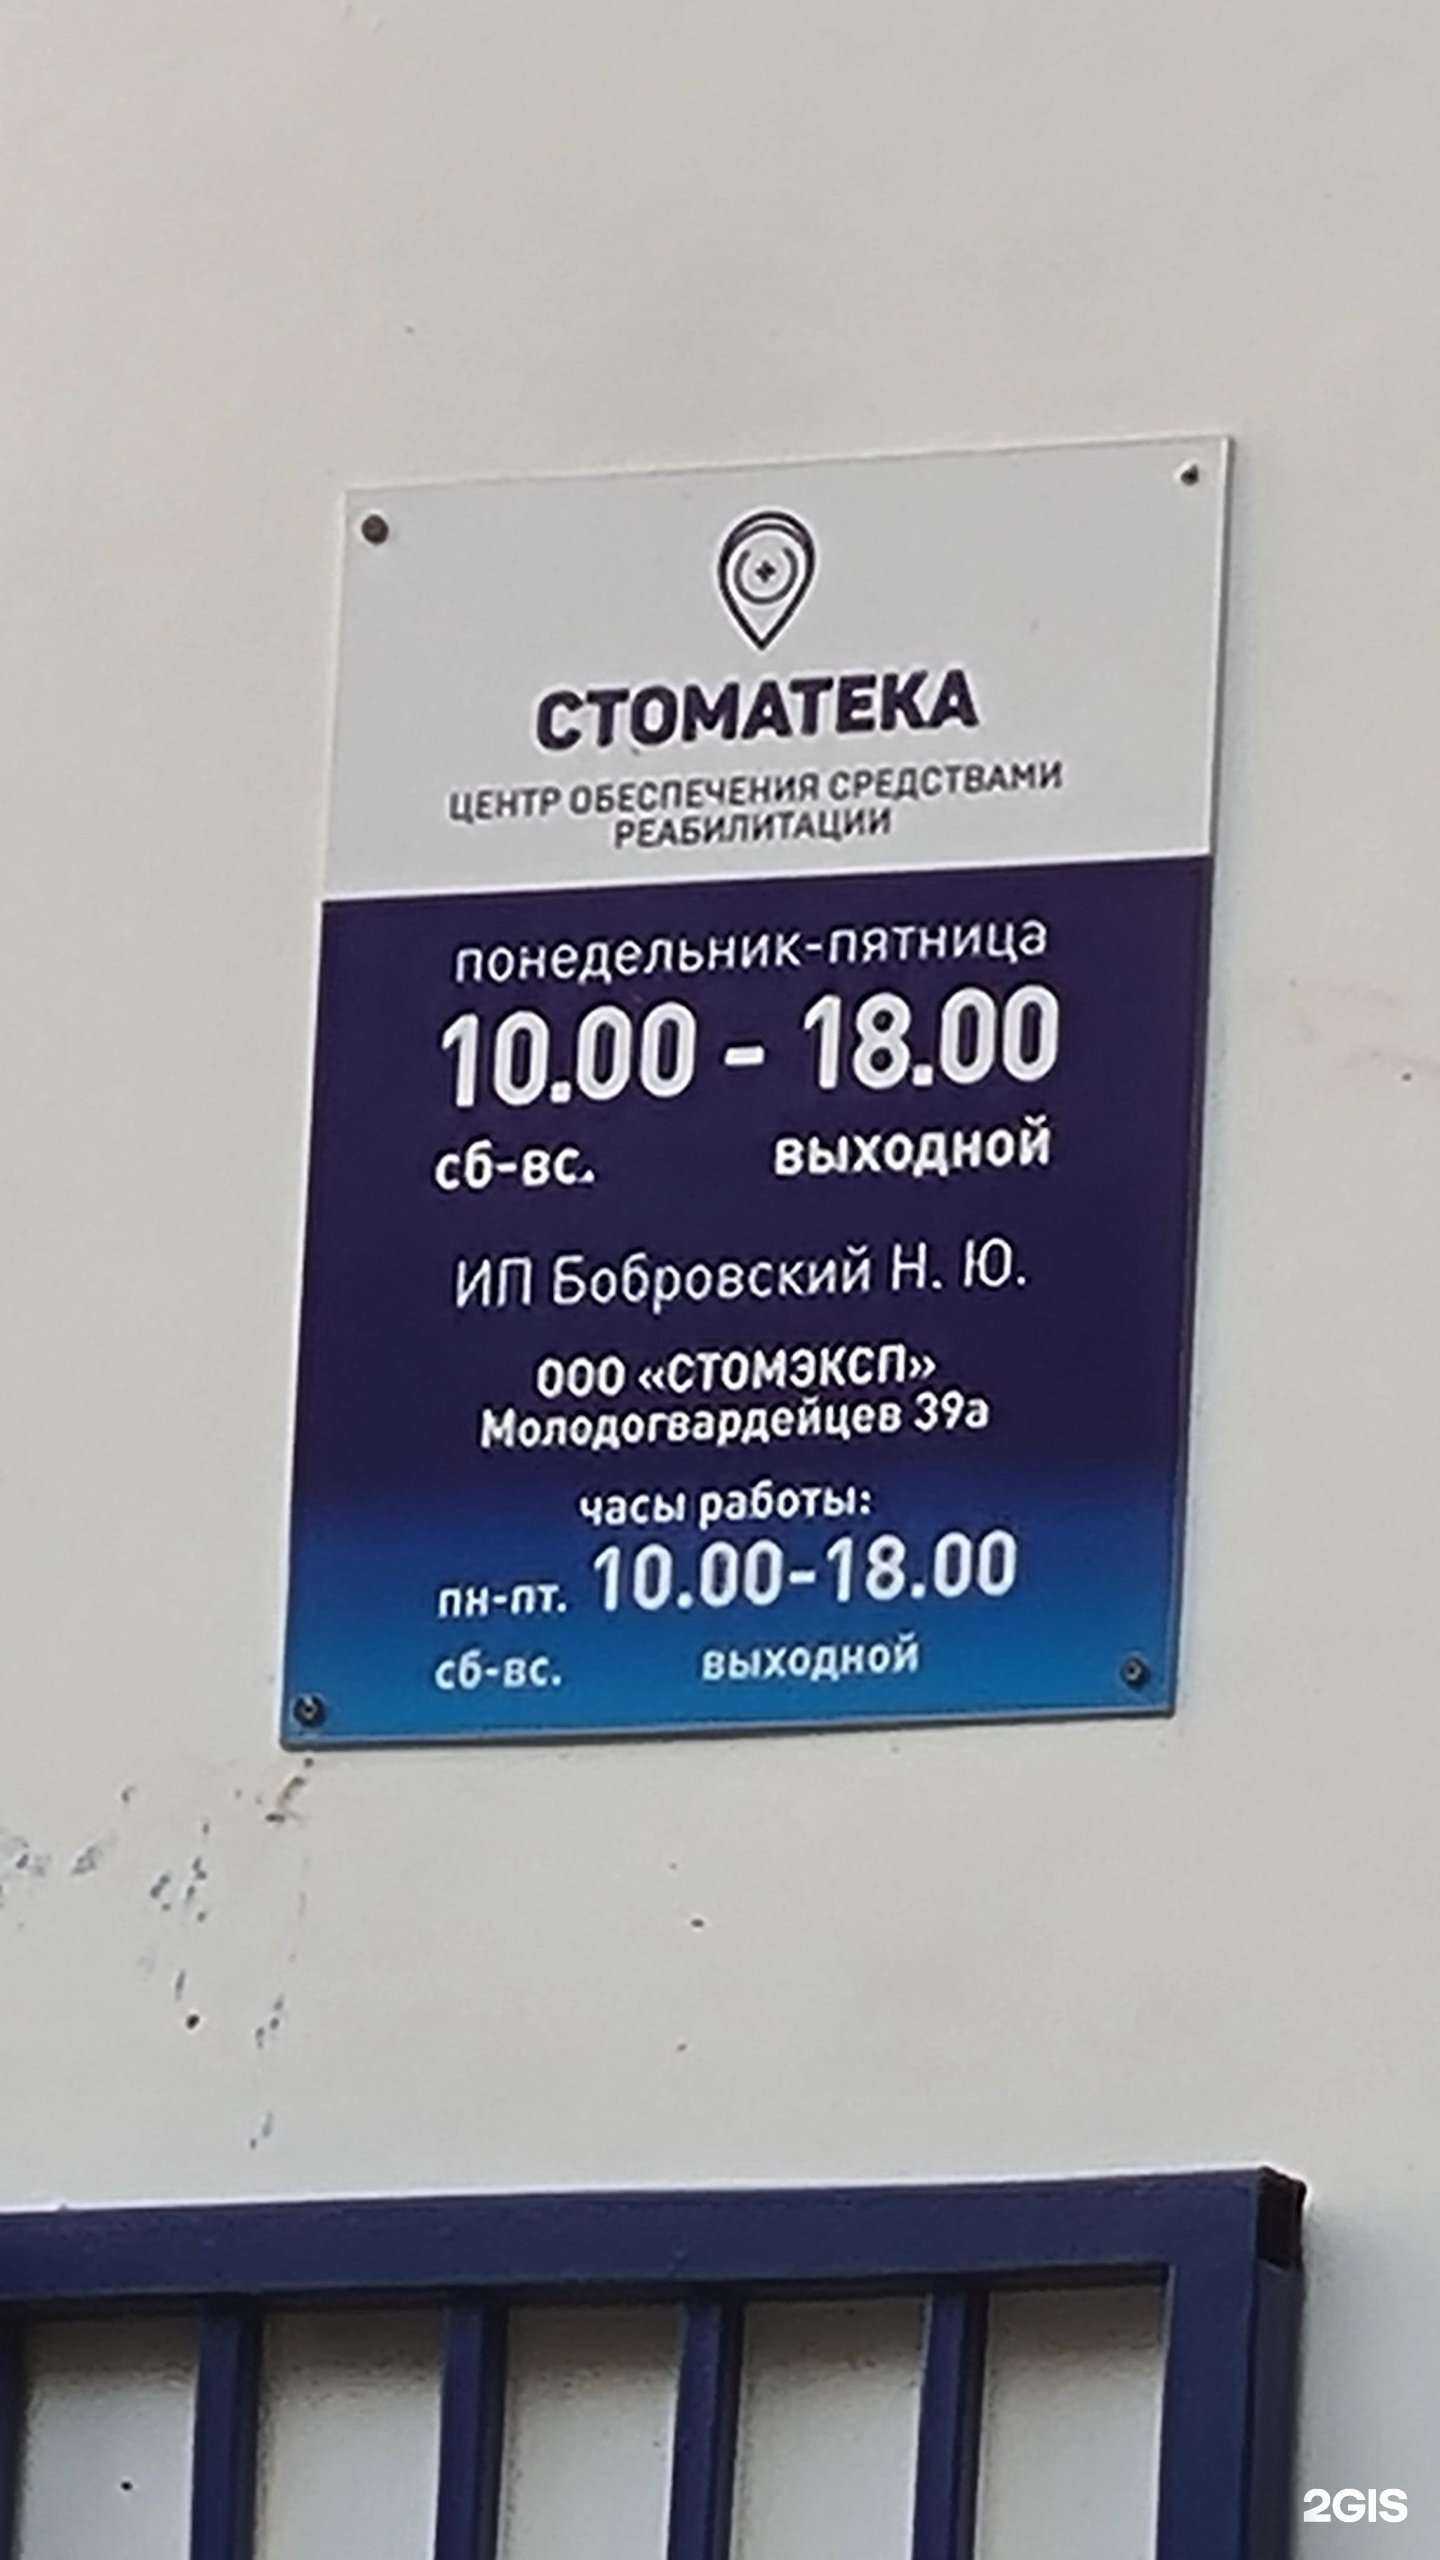 СТОМАТЕКА
ЦЕНТР ОБЕСПЕЧЕНИЯ СРЕДСТВАМИ
РЕАБИЛИТАЦИИ
понедельник-пятница
10.00 - 18.00
сб-вс. выходной
ИП Бобровский Н. Ю.
ООО «СТОМЭКСП»
Молодогвардейцев 39а
часы работы:
пн-пт. 10.00-18.00
сб-вс. выходной
2GIS